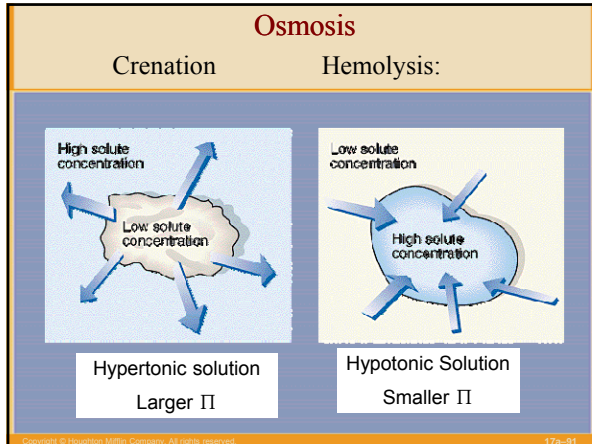 Osmosis
Crenation Hemolysis:
High solute
concentration
Low solute
concentration
Hypertonic solution
Larger Π
Low solute
concentration
High solute
concentration
Hypotonic Solution
Smaller Π
Copyright © Houghton Mifflin Company. All rights reserved. 17a–91